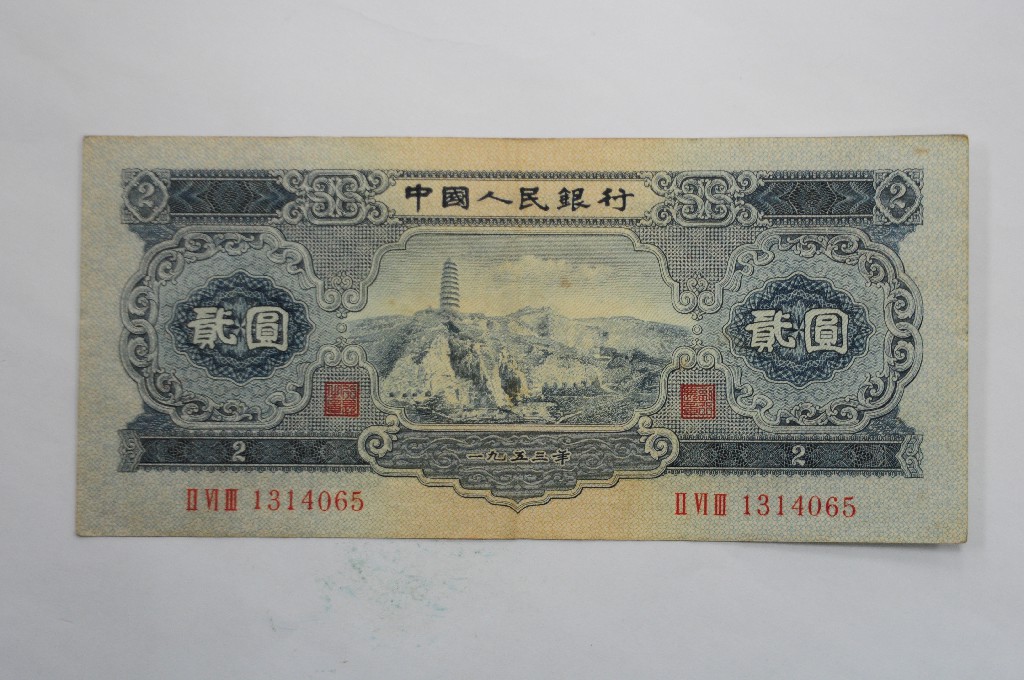 2 中國人民銀行 2
貳圓 貳圓
2 一九五三年 2
II VI III 1314065 II VI III 1314065